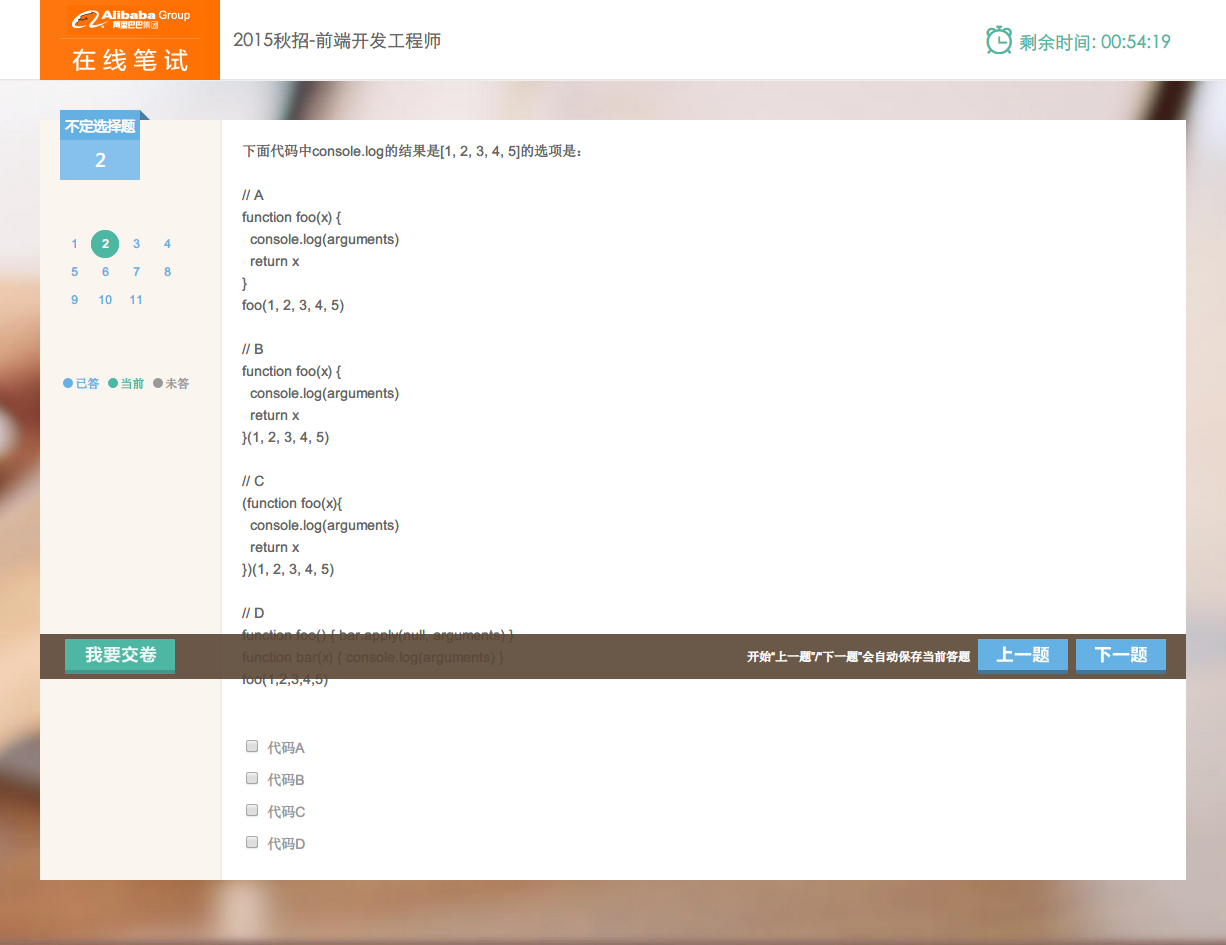 Alibaba Group
阿里巴巴集团
在线笔试
2015秋招-前端开发工程师
剩余时间: 00:54:19
不定选择题
2
1 2 3 4
5 6 7 8
9 10 11
已答 当前 未答
下面代码中console.log的结果是[1, 2, 3, 4, 5]的选项是：
// A
function foo(x) {
console.log(arguments)
return x
}
foo(1, 2, 3, 4, 5)
// B
function foo(x) {
console.log(arguments)
return x
}(1, 2, 3, 4, 5)
// C
(function foo(x){
console.log(arguments)
return x
})(1, 2, 3, 4, 5)
// D
function foo() { bar.apply(null, arguments) }
function bar(x) { console.log(arguments) }
foo(1,2,3,4,5)
我要交卷
开始“上一题”/“下一题”会自动保存当前答题
上一题
下一题
代码A
代码B
代码C
代码D